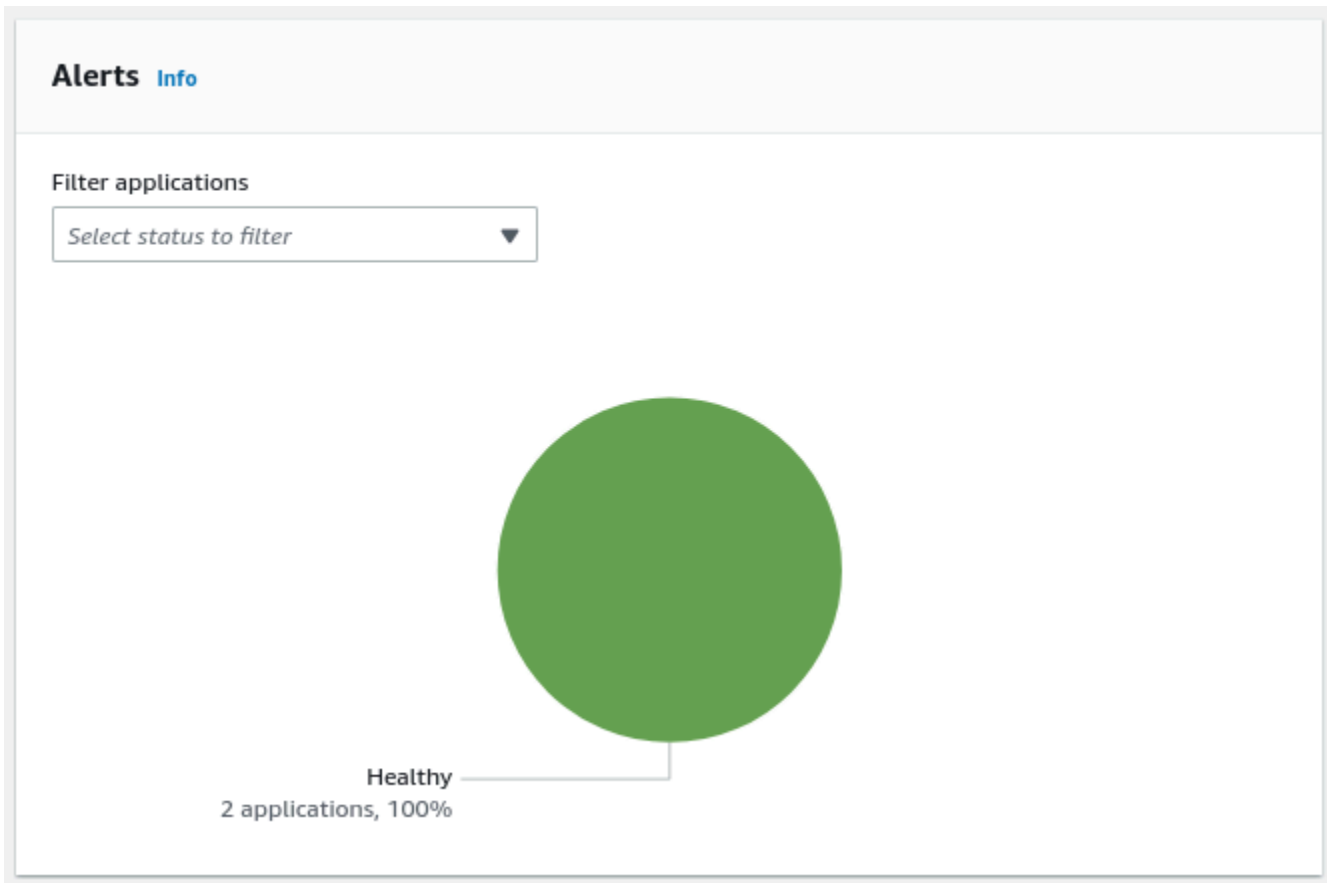 Alerts Info
Filter applications
Select status to filter
Healthy
2 applications, 100%